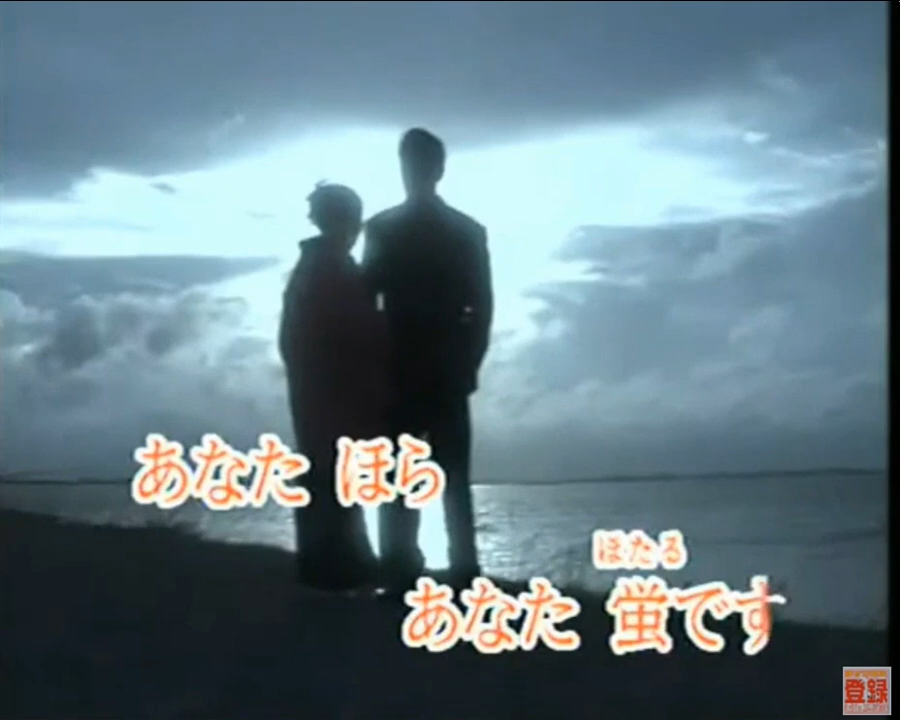 あなた ほら
ほたる
あなた 蛍です
登録